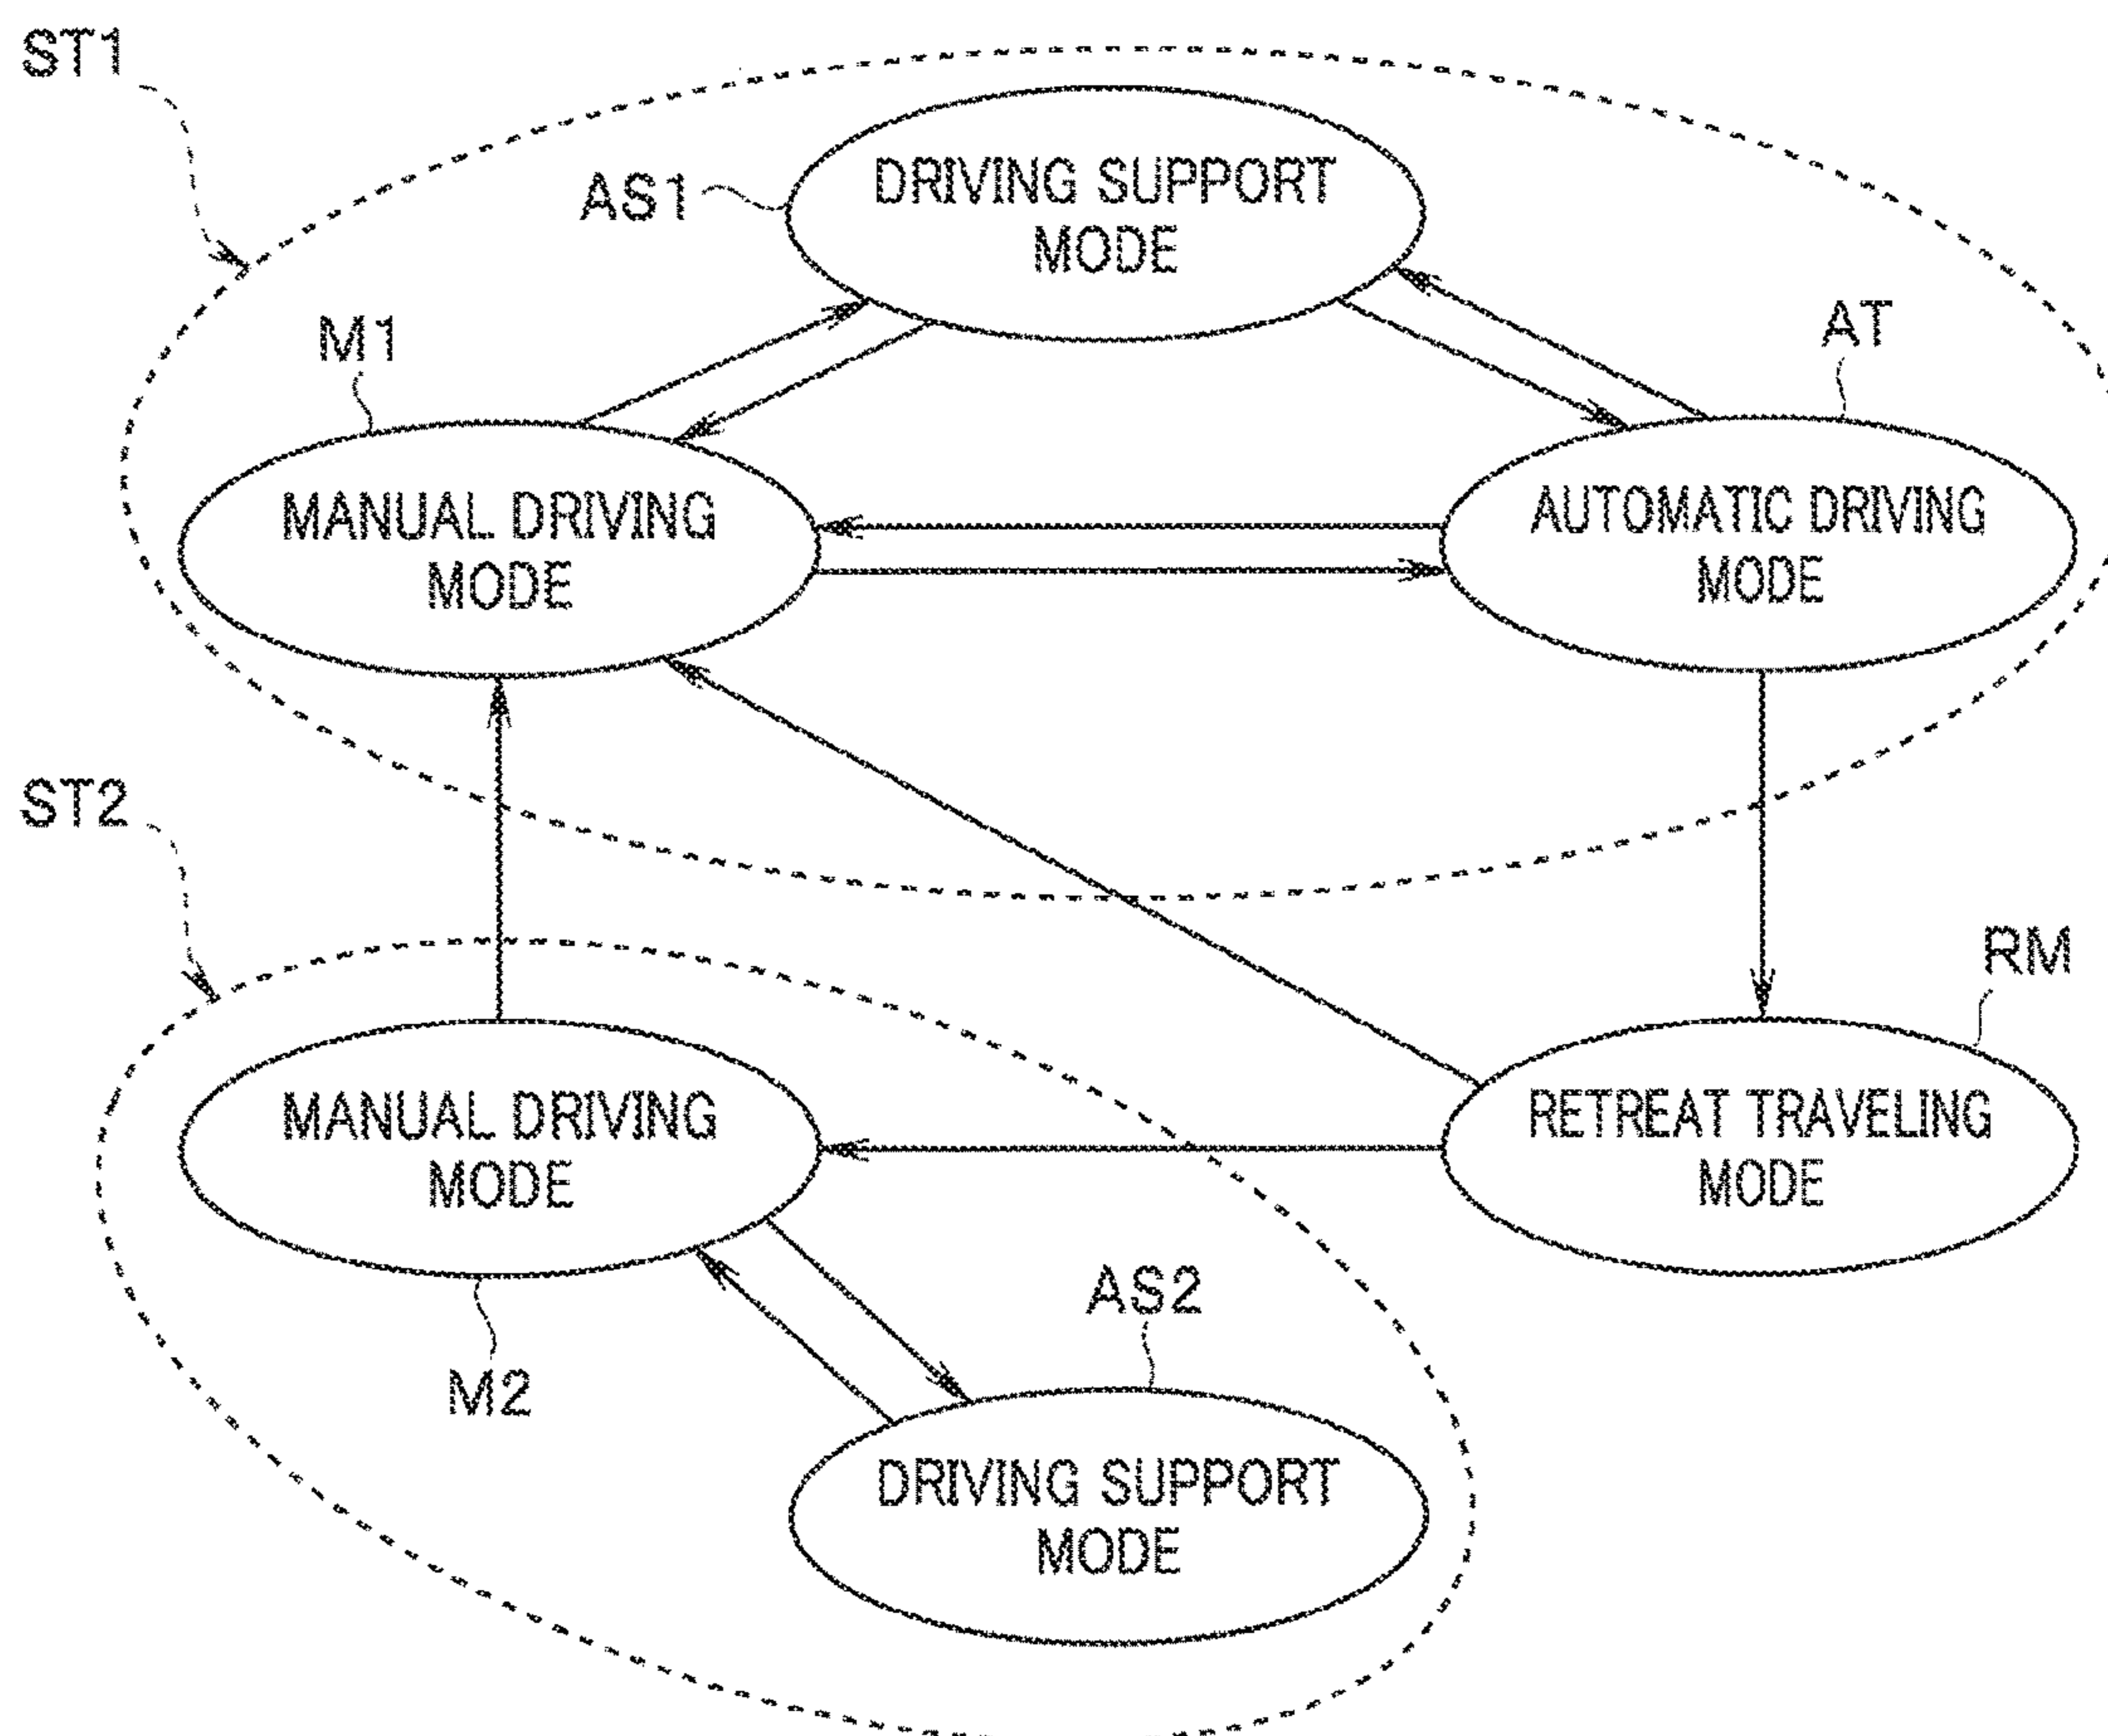 ST1
AS1
DRIVING SUPPORT
MODE
M1
AT
MANUAL DRIVING
MODE
AUTOMATIC DRIVING
MODE
ST2
RM
MANUAL DRIVING
MODE
RETREAT TRAVELING
MODE
AS2
M2
DRIVING SUPPORT
MODE